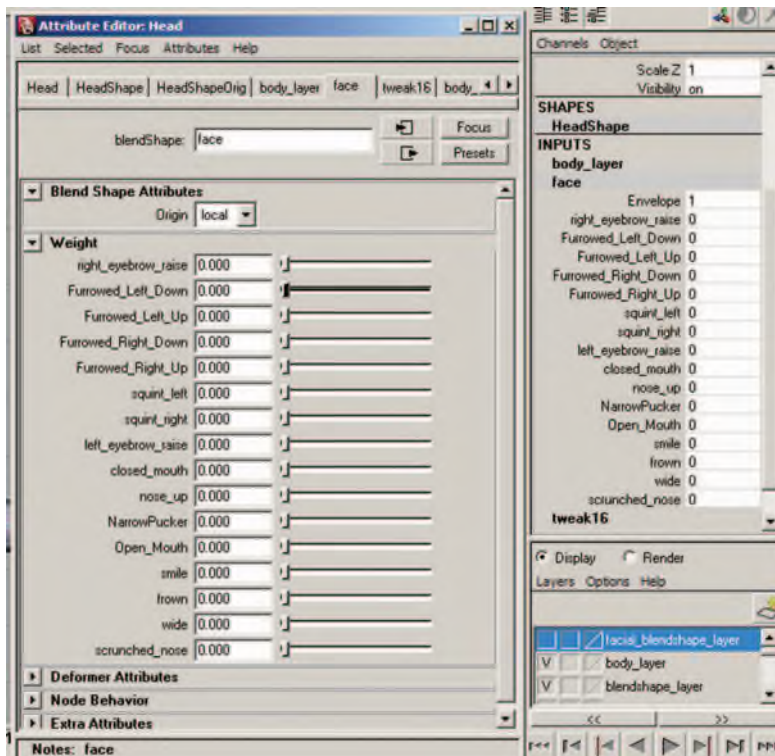 Attribute Editor: Head
List Selected Focus Attributes Help
Head HeadShape HeadShapeOrig body_layer face tweak16 body_
blendShape: face
Focus
Presets
Blend Shape Attributes
Origin local
Weight
right_eyebrow_raise 0.000
Furrowed_Left_Down 0.000
Furrowed_Left_Up 0.000
Furrowed_Right_Down 0.000
Furrowed_Right_Up 0.000
squint_left 0.000
squint_right 0.000
left_eyebrow_raise 0.000
closed_mouth 0.000
nose_up 0.000
NarrowPucker 0.000
Open_Mouth 0.000
smile 0.000
frown 0.000
wide 0.000
scrunched_nose 0.000
Deformer Attributes
Node Behavior
Extra Attributes
Notes: face
Channels Object
Scale Z 1
Visibility on
SHAPES
HeadShape
INPUTS
body_layer
face
Envelope 1
right_eyebrow_raise 0
Furrowed_Left_Down 0
Furrowed_Left_Up 0
Furrowed_Right_Down 0
Furrowed_Right_Up 0
squint_left 0
squint_right 0
left_eyebrow_raise 0
closed_mouth 0
nose_up 0
NarrowPucker 0
Open_Mouth 0
smile 0
frown 0
wide 0
scrunched_nose 0
tweak16
Display Render
Layers Options Help
facial_blendshape_layer
V body_layer
V blendshape_layer
<< >>